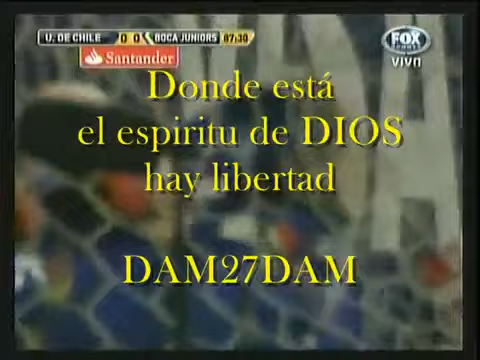 U. DE CHILE 0 0 BOCA JUNIORS 87:30
Santander
FOX
SPORTS
VIVO
Donde está
el espiritu de DIOS
hay libertad
DAM27DAM